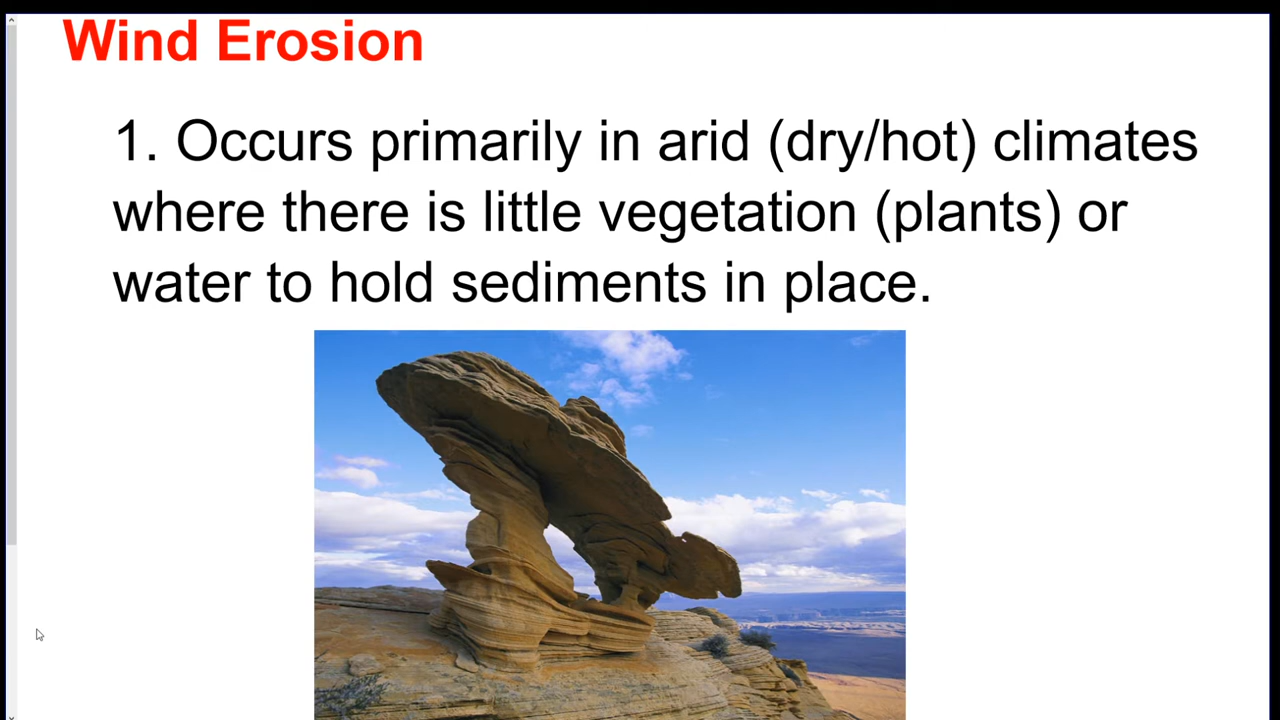 Wind Erosion
1. Occurs primarily in arid (dry/hot) climates
where there is little vegetation (plants) or
water to hold sediments in place.